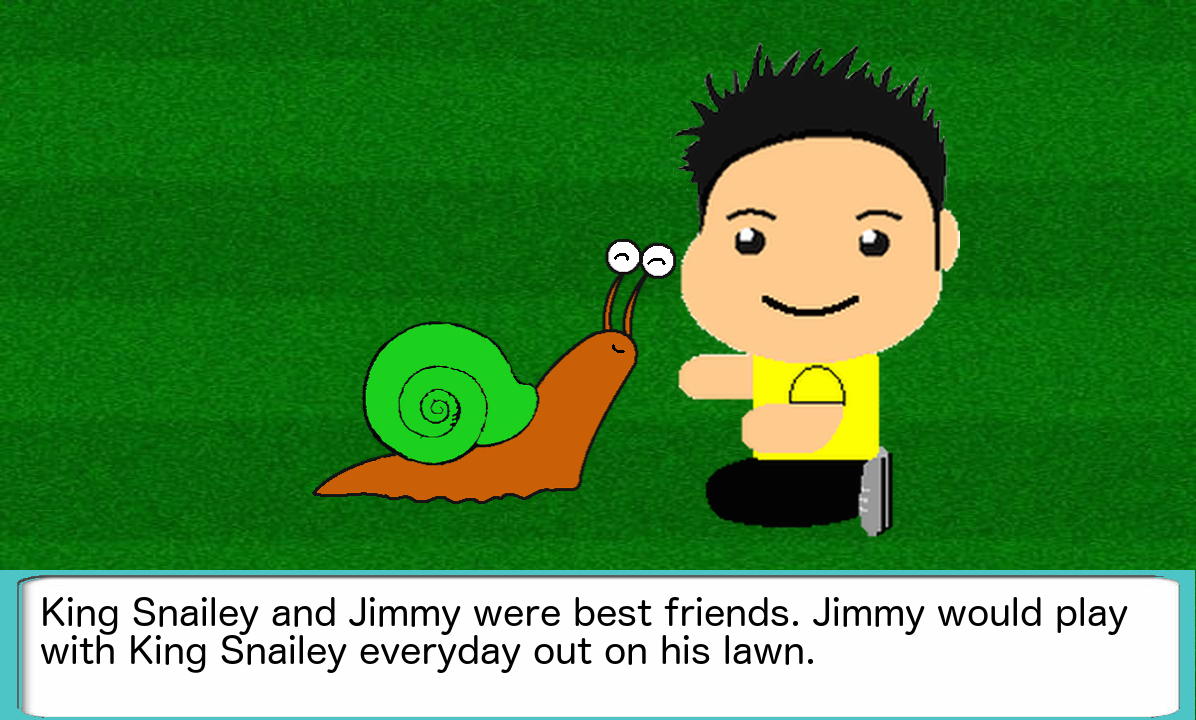 King Snailey and Jimmy were best friends. Jimmy would play
with King Snailey everyday out on his lawn.